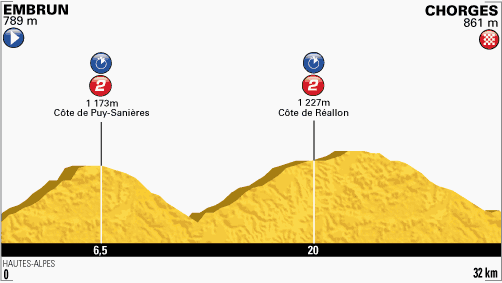 EMBRUN
789 m
CHORGES
861 m
2
1 173m
Côte de Puy-Sanières
2
1 227m
Côte de Réallon
6,5
20
HAUTES-ALPES
0
32 km